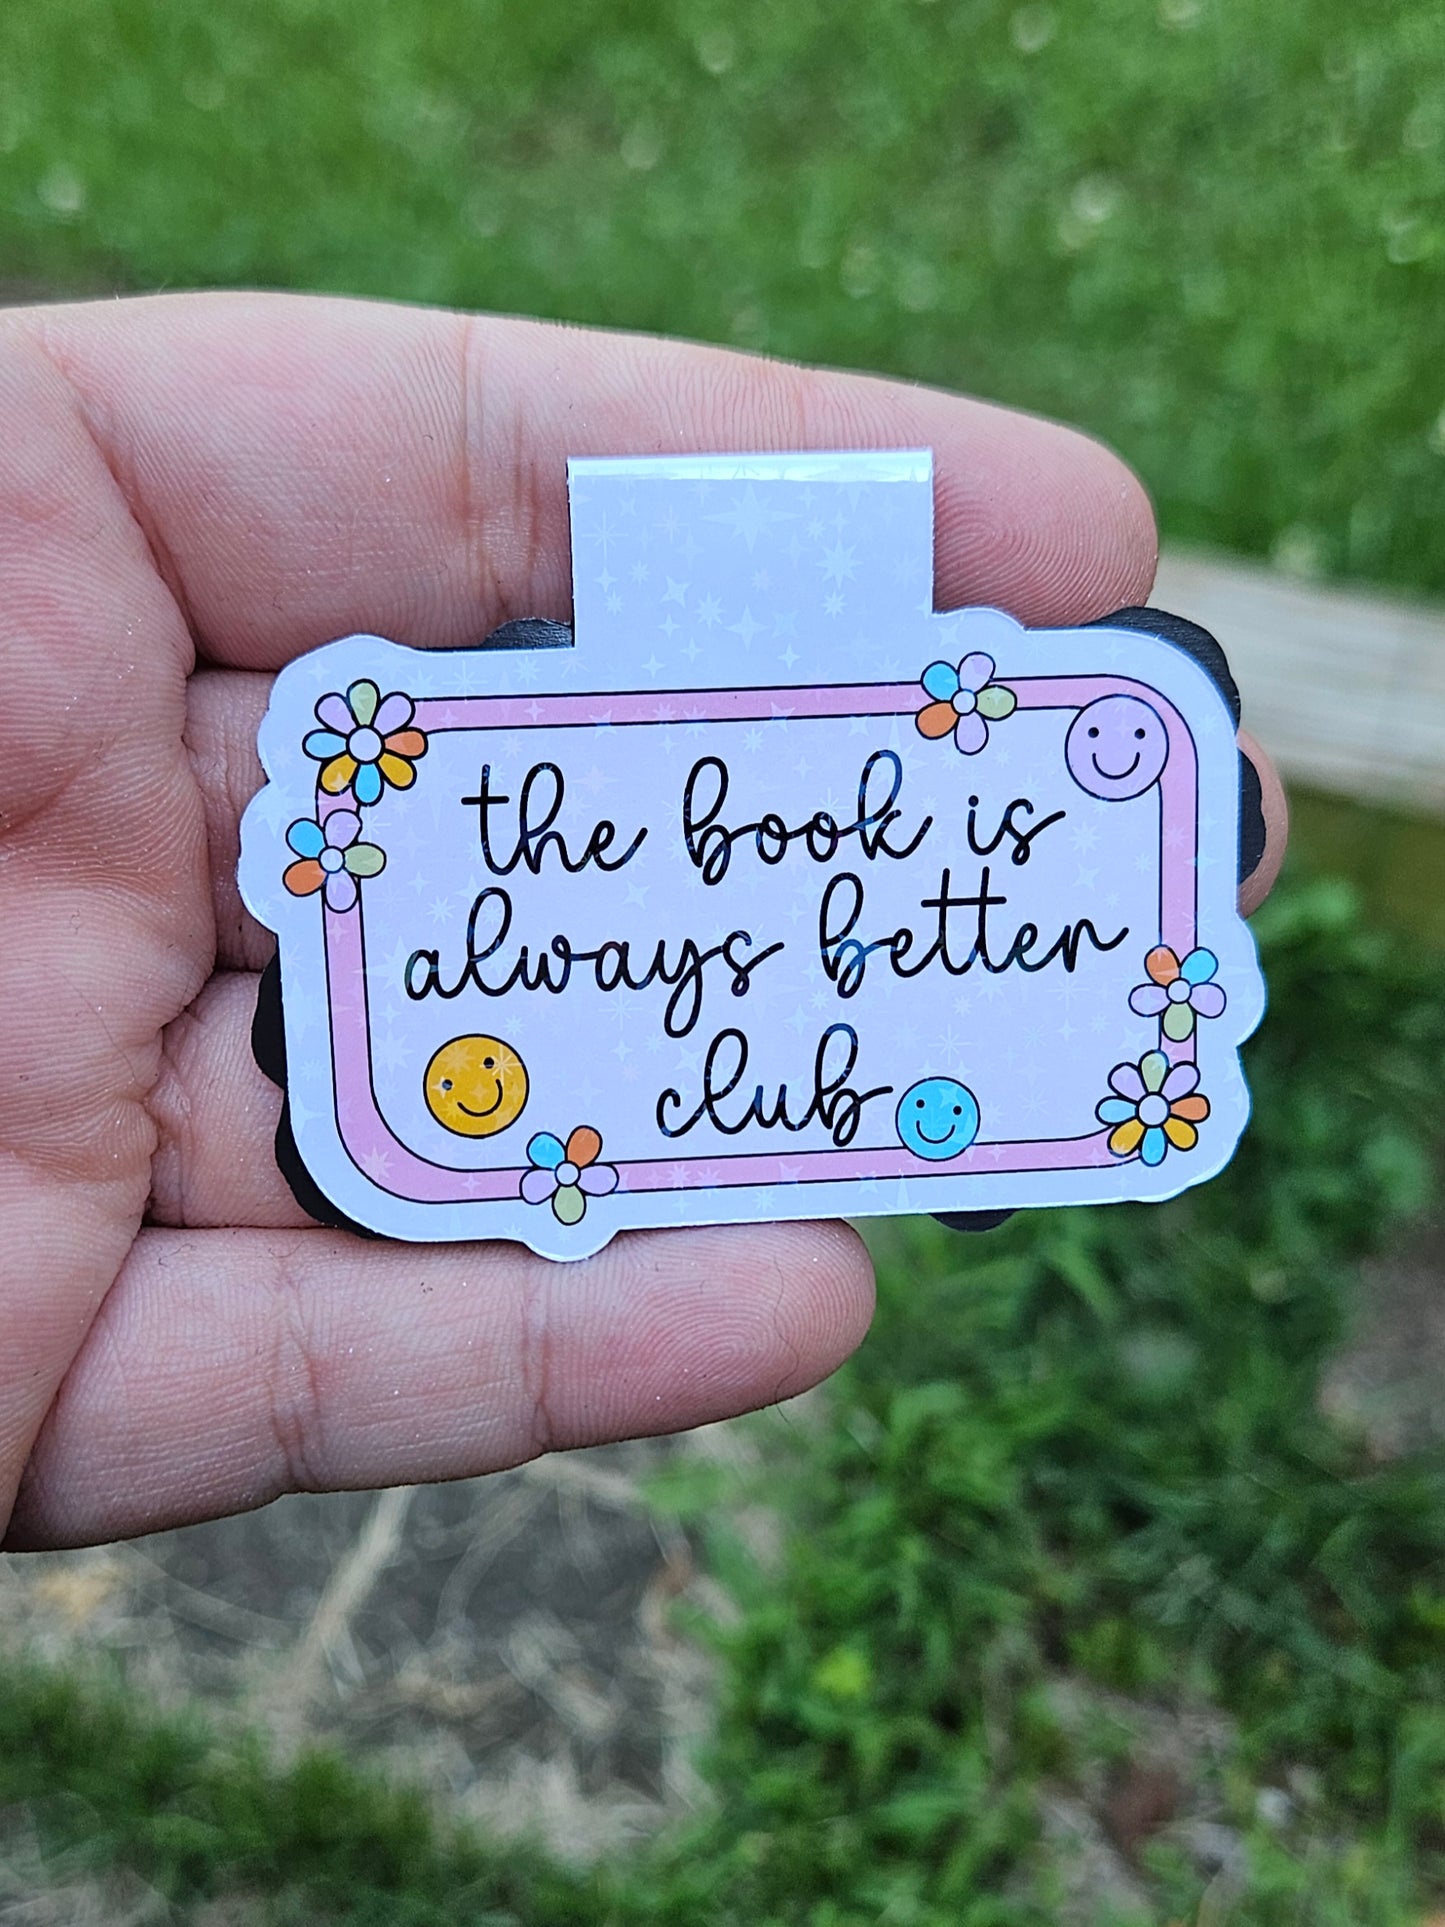 the book is
always better
club